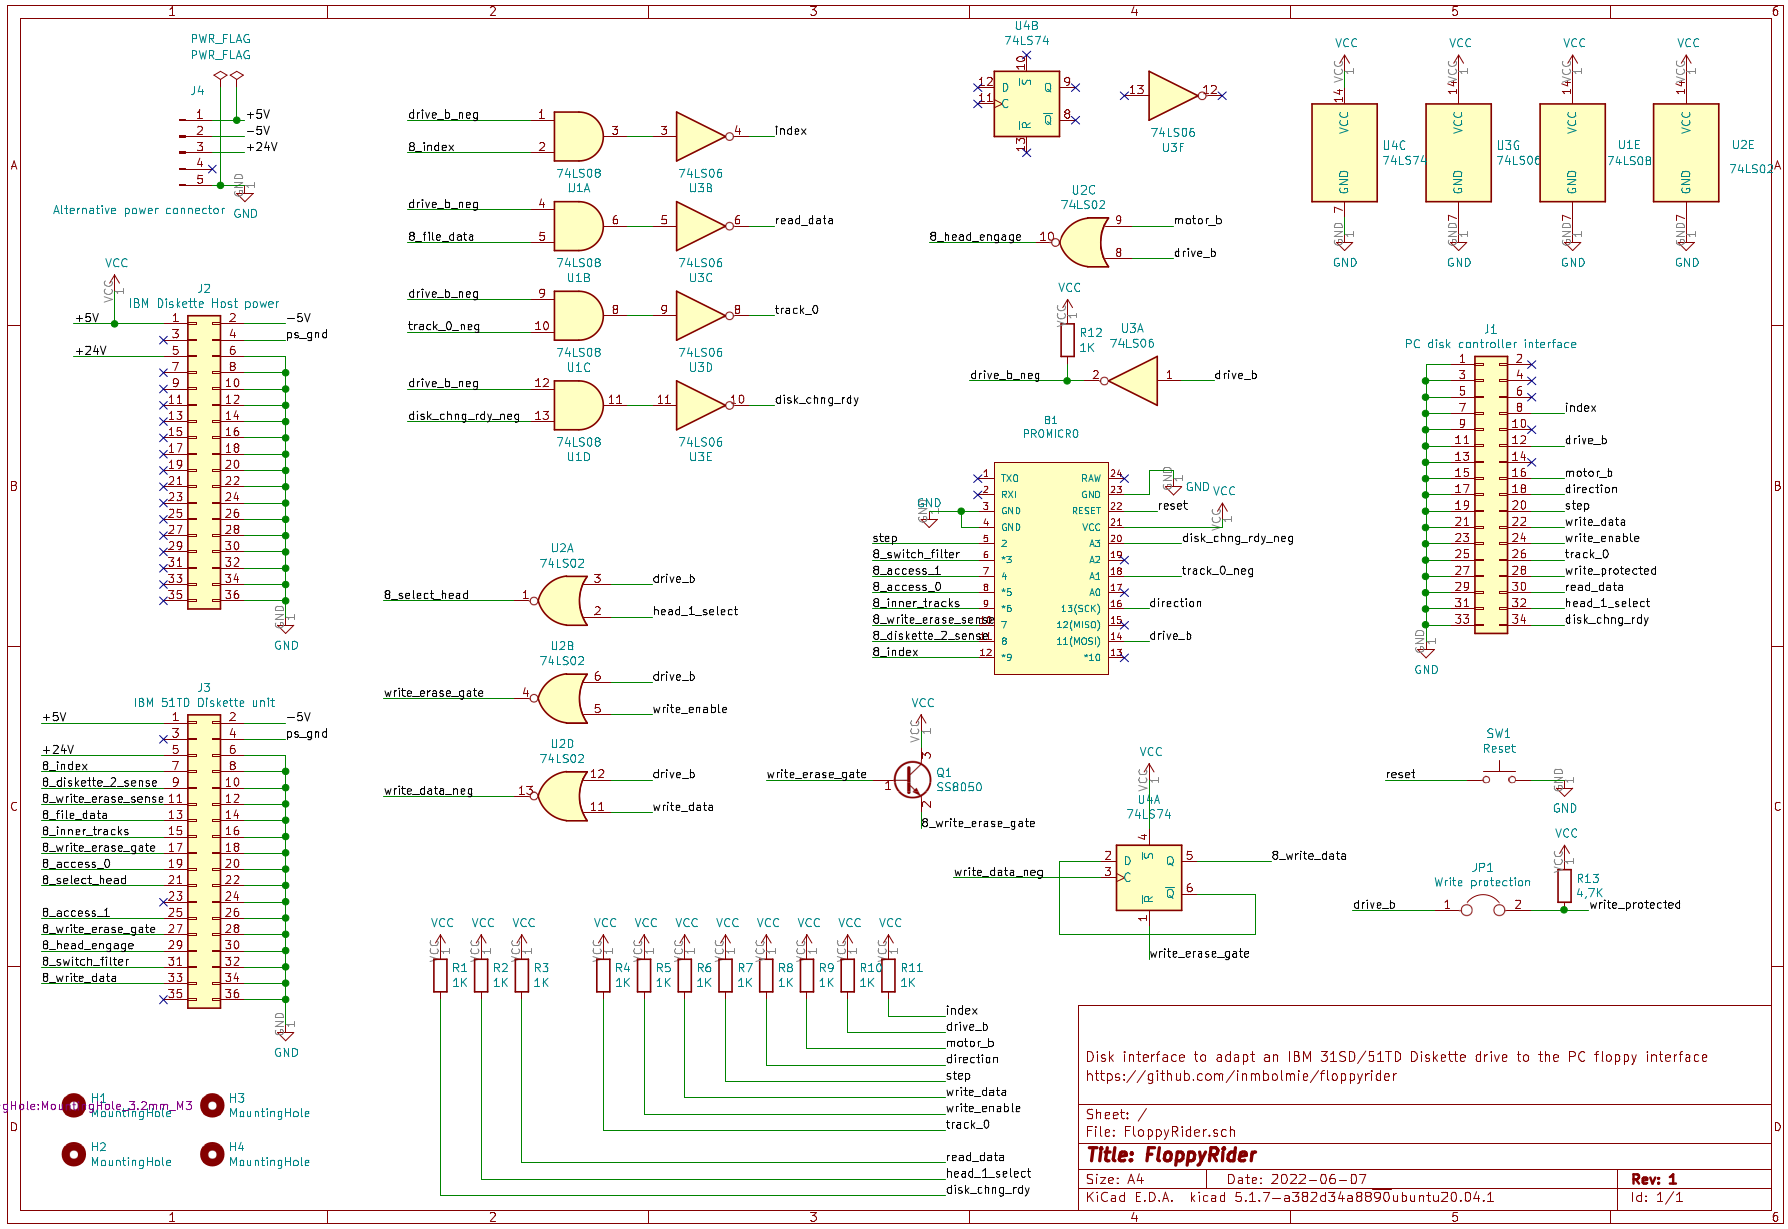 1 2 3 4 5 6
A
B
C
D
PWR_FLAG
PWR_FLAG
J4
1 +5V
2 -5V
3 +24V
4
5
GND
GND
Alternative power connector
VCC
VCC
J2
IBM Diskette Host power
+5V 1 2 -5V
3 4 ps_gnd
+24V 5 6
7 8
9 10
11 12
13 14
15 16
17 18
19 20
21 22
23 24
25 26
27 28
29 30
31 32
33 34
35 36
GND
GND
J3
IBM 51TD Diskette unit
+5V 1 2 -5V
3 4 ps_gnd
+24V 5 6
8_index 7 8
8_diskette_2_sense 9 10
8_write_erase_sense 11 12
8_file_data 13 14
8_inner_tracks 15 16
8_write_erase_gate 17 18
8_access_0 19 20
8_select_head 21 22
23 24
8_access_1 25 26
8_write_erase_gate 27 28
8_head_engage 29 30
8_switch_filter 31 32
8_write_data 33 34
35 36
GND
GND
H1
MountingHole
gHole:MountingHole_3.2mm_M3
H3
MountingHole
H2
MountingHole
H4
MountingHole
drive_b_neg 1
8_index 2
3 3 4 index
74LS08 74LS06
U1A U3B
drive_b_neg 4
8_file_data 5
6 5 6 read_data
74LS08 74LS06
U1B U3C
drive_b_neg 9
track_0_neg 10
8 9 8 track_0
74LS08 74LS06
U1C U3D
drive_b_neg 12
disk_chng_rdy_neg 13
11 11 10 disk_chng_rdy
74LS08 74LS06
U1D U3E
U2A
74LS02
3 drive_b
8_select_head 1
2 head_1_select
U2B
74LS02
6 drive_b
write_erase_gate 4
5 write_enable
U2D
74LS02
12 drive_b
write_data_neg 13
11 write_data
U4B
74LS74
10
12 D S Q 9
11 C Q 8
R
13
13 12
74LS06
U3F
U2C
74LS02
9 motor_b
8_head_engage 10
8 drive_b
VCC
VCC
1
R12
1K
U3A
74LS06
drive_b_neg 2 1 drive_b
B1
PROMICRO
1 TXO RAW 24
2 RXI GND 23 GND
3 GND RESET 22 reset
4 GND VCC 21 VCC
step 5 2 A3 20 disk_chng_rdy_neg
8_switch_filter 6 *3 A2 19
8_access_1 7 4 A1 18 track_0_neg
8_access_0 8 *5 A0 17
8_inner_tracks 9 *6 13(SCK) 16 direction
8_write_erase_sense 10 7 12(MISO) 15
8_diskette_2_sense 11 8 11(MOSI) 14 drive_b
8_index 12 *9 *10 13
GND
GND
VCC
VCC
1
3
write_erase_gate 1
Q1
SS8050
2
8_write_erase_gate
VCC
VCC
1
U4A
74LS74
4
2 D S Q 5 8_write_data
write_data_neg 3 C
Q 6
R
1
write_erase_gate
VCC VCC VCC VCC VCC VCC VCC VCC VCC VCC VCC
R1 R2 R3 R4 R5 R6 R7 R8 R9 R10 R11
1K 1K 1K 1K 1K 1K 1K 1K 1K 1K 1K
index
drive_b
motor_b
direction
step
write_data
write_enable
track_0
read_data
head_1_select
disk_chng_rdy
VCC VCC VCC VCC
14 14 14 14
VCC VCC VCC VCC
U4C U3G U1E U2E
74LS74 74LS06 74LS08 74LS02
GND GND GND GND
7 7 7 7
GND GND GND GND
J1
PC disk controller interface
1 2
3 4
5 6
7 8 index
9 10
11 12 drive_b
13 14
15 16 motor_b
17 18 direction
19 20 step
21 22 write_data
23 24 write_enable
25 26 track_0
27 28 write_protected
29 30 read_data
31 32 head_1_select
33 34 disk_chng_rdy
GND
GND
SW1
Reset
reset
GND
GND
VCC
VCC
1
JP1
Write protection
R13
4,7K
drive_b 1 2 write_protected
Disk interface to adapt an IBM 31SD/51TD Diskette drive to the PC floppy interface
https://github.com/inmbolmie/floppyrider
Sheet: /
File: FloppyRider.sch
Title: FloppyRider
Size: A4 Date: 2022-06-07 Rev: 1
KiCad E.D.A. kicad 5.1.7-a382d34a8890ubuntu20.04.1 Id: 1/1
1 2 3 4 5 6